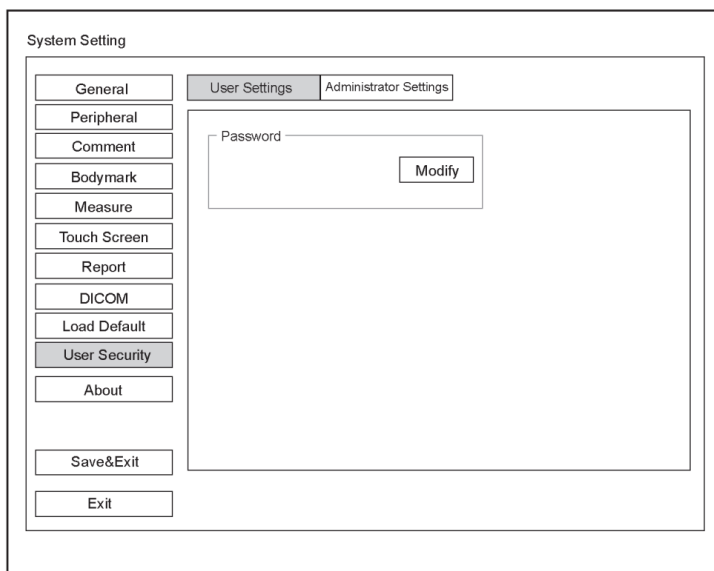 System Setting
General
Peripheral
Comment
Bodymark
Measure
Touch Screen
Report
DICOM
Load Default
User Security
About
Save&Exit
Exit
User Settings
Administrator Settings
Password
Modify